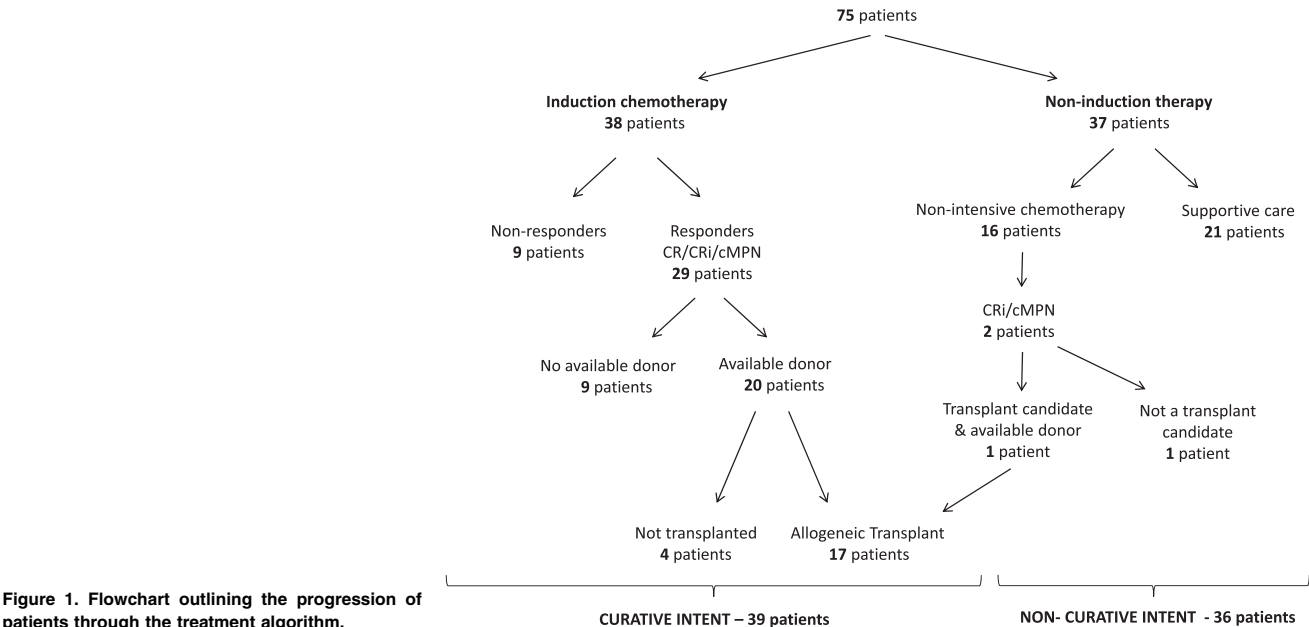 75 patients
Induction chemotherapy
38 patients
Non-induction therapy
37 patients
Non-responders
9 patients
Responders
CR/CRi/cMPN
29 patients
Non-intensive chemotherapy
16 patients
Supportive care
21 patients
CRi/cMPN
2 patients
No available donor
9 patients
Available donor
20 patients
Transplant candidate
& available donor
1 patient
Not a transplant
candidate
1 patient
Not transplanted
4 patients
Allogeneic Transplant
17 patients
CURATIVE INTENT – 39 patients
NON- CURATIVE INTENT - 36 patients
Figure 1. Flowchart outlining the progression of
patients through the treatment algorithm.